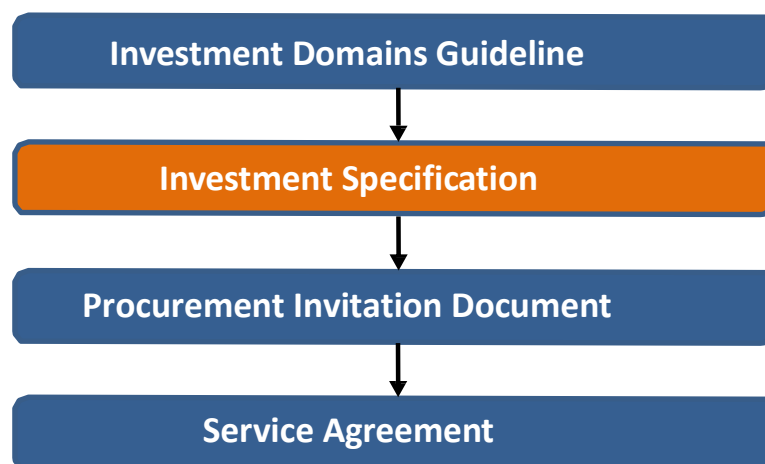 Investment Domains Guideline
Investment Specification
Procurement Invitation Document
Service Agreement